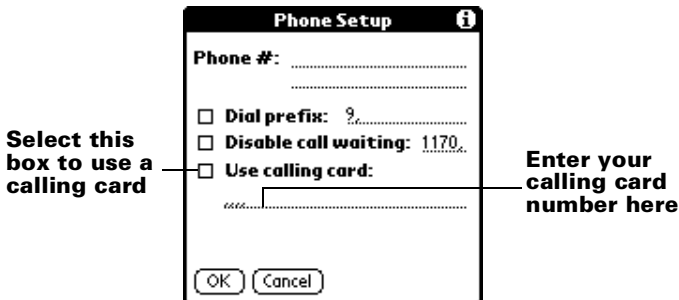 Phone Setup
Phone #:
Dial prefix: 9,
Disable call waiting: 1170,
Use calling card:
,,,,
OK Cancel
Select this
box to use a
calling card
Enter your
calling card
number here